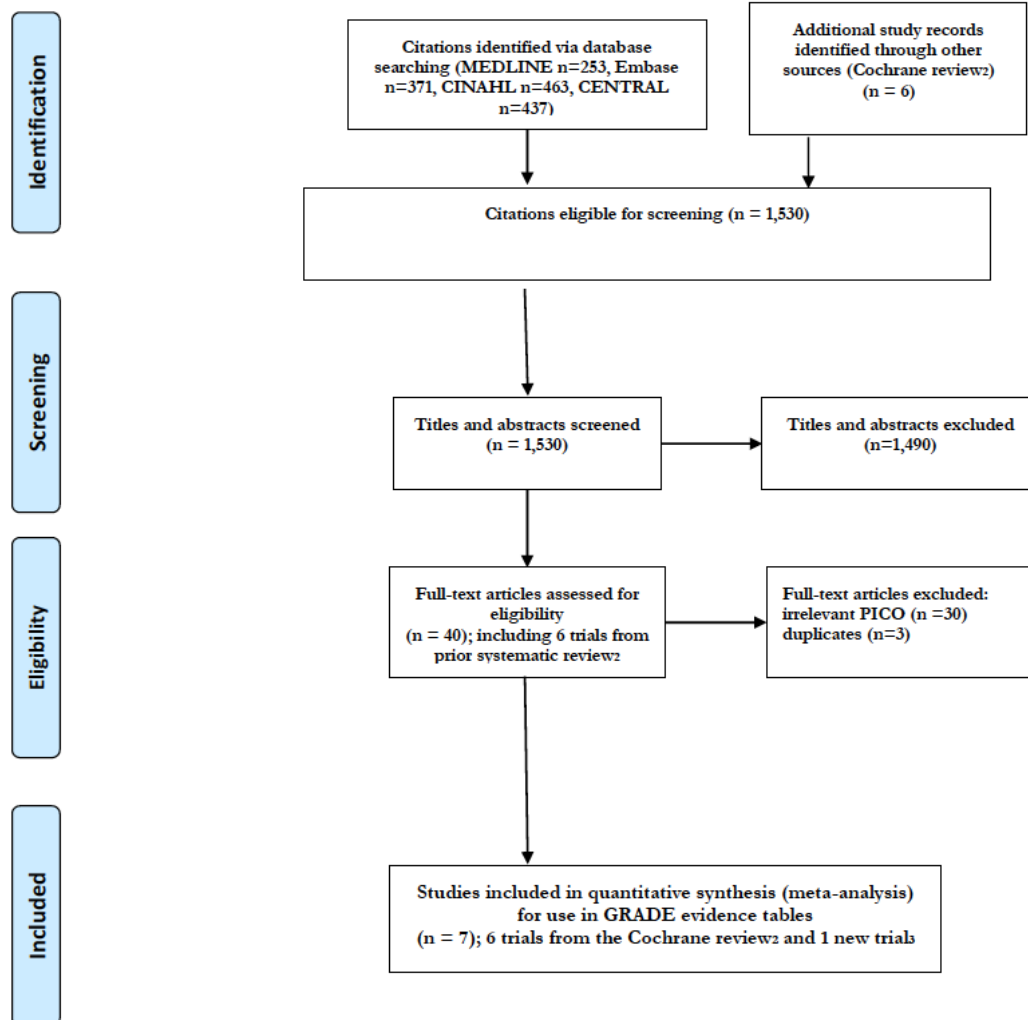 Identification
Citations identified via database
searching (MEDLINE n=253, Embase
n=371, CINAHL n=463, CENTRAL
n=437)
Additional study records
identified through other
sources (Cochrane review2)
(n = 6)
Citations eligible for screening (n = 1,530)
Screening
Titles and abstracts screened
(n = 1,530)
Titles and abstracts excluded
(n=1,490)
Eligibility
Full-text articles assessed for
eligibility
(n = 40); including 6 trials from
prior systematic review2
Full-text articles excluded:
irrelevant PICO (n =30)
duplicates (n=3)
Included
Studies included in quantitative synthesis (meta-analysis)
for use in GRADE evidence tables
(n = 7); 6 trials from the Cochrane review2 and 1 new trial3